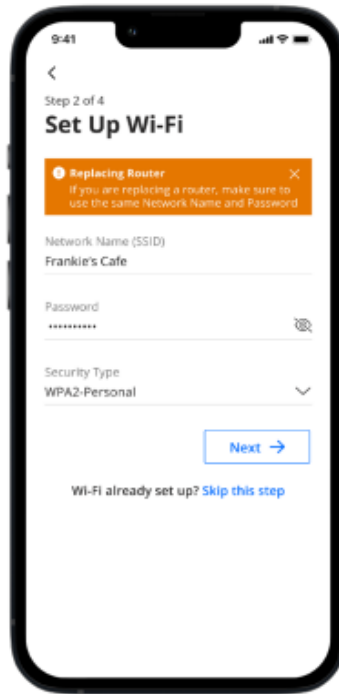 9:41
Step 2 of 4
Set Up Wi-Fi
Replacing Router
If you are replacing a router, make sure to
use the same Network Name and Password
Network Name (SSID)
Frankie's Cafe
Password
••••••••••
Security Type
WPA2-Personal
Next →
Wi-Fi already set up? Skip this step